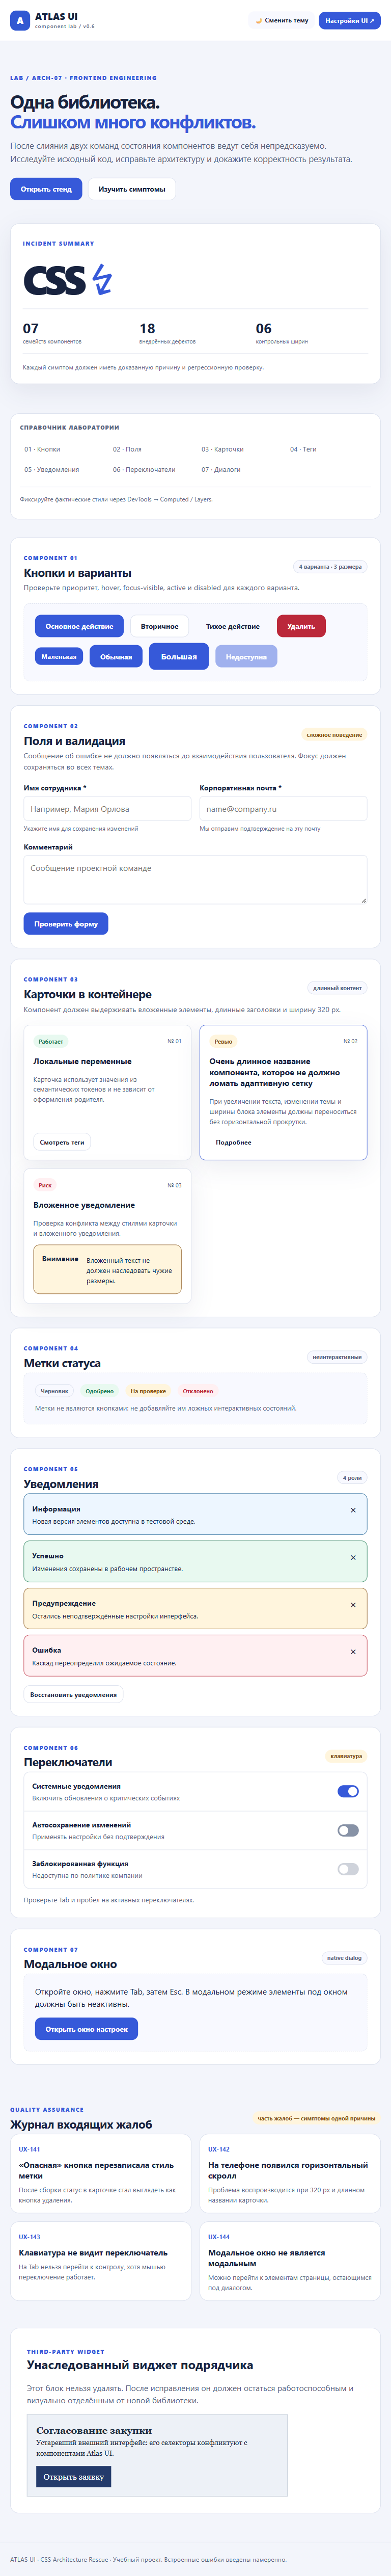 A
ATLAS UI
component lab / v0.6
🌙 Сменить тему
Настройки UI ↗
LAB / ARCH-07 · FRONTEND ENGINEERING
Одна библиотека.
Слишком много конфликтов.
После слияния двух команд состояния компонентов ведут себя непредсказуемо.
Исследуйте исходный код, исправьте архитектуру и докажите корректность результата.
Открыть стенд
Изучить симптомы
INCIDENT SUMMARY
CSS
07
18
06
семейств компонентов
внедрённых дефектов
контрольных ширин
Каждый симптом должен иметь доказанную причину и регрессионную проверку.
СПРАВОЧНИК ЛАБОРАТОРИИ
01 · Кнопки
02 · Поля
03 · Карточки
04 · Теги
05 · Уведомления
06 · Переключатели
07 · Диалоги
Фиксируйте фактические стили через DevTools → Computed / Layers.
COMPONENT 01
Кнопки и варианты
4 варианта · 3 размера
Проверьте приоритет, hover, focus-visible, active и disabled для каждого варианта.
Основное действие
Вторичное
Тихое действие
Удалить
Маленькая
Обычная
Большая
Недоступна
COMPONENT 02
Поля и валидация
сложное поведение
Сообщение об ошибке не должно появляться до взаимодействия пользователя. Фокус должен
сохраняться во всех темах.
Имя сотрудника *
Корпоративная почта *
Например, Мария Орлова
name@company.ru
Укажите имя для сохранения изменений
Мы отправим подтверждение на эту почту
Комментарий
Сообщение проектной команде
Проверить форму
COMPONENT 03
Карточки в контейнере
длинный контент
Компонент должен выдерживать вложенные элементы, длинные заголовки и ширину 320 px.
Работает
№ 01
Локальные переменные
Карточка использует значения из
семантических токенов и не зависит от
оформления родителя.
Смотреть теги
Ревью
№ 02
Очень длинное название
компонента, которое не должно
ломать адаптивную сетку
При увеличении текста, изменении темы и
ширины блока элементы должны переноситься
без горизонтальной прокрутки.
Подробнее
Риск
№ 03
Вложенное уведомление
Проверка конфликта между стилями карточки
и вложенного уведомления.
Внимание
Вложенный текст не
должен наследовать чужие
размеры.
COMPONENT 04
Метки статуса
неинтерактивные
Черновик
Одобрено
На проверке
Отклонено
Метки не являются кнопками: не добавляйте им ложных интерактивных состояний.
COMPONENT 05
Уведомления
4 роли
Информация
Новая версия элементов доступна в тестовой среде.
×
Успешно
Изменения сохранены в рабочем пространстве.
×
Предупреждение
Остались неподтверждённые настройки интерфейса.
×
Ошибка
Каскад переопределил ожидаемое состояние.
×
Восстановить уведомления
COMPONENT 06
Переключатели
клавиатура
Системные уведомления
Включить обновления о критических событиях
Автосохранение изменений
Применять настройки без подтверждения
Заблокированная функция
Недоступна по политике компании
Проверьте Tab и пробел на активных переключателях.
COMPONENT 07
Модальное окно
native dialog
Откройте окно, нажмите Tab, затем Esc. В модальном режиме элементы под окном
должны быть неактивны.
Открыть окно настроек
QUALITY ASSURANCE
Журнал входящих жалоб
часть жалоб — симптомы одной причины
UX-141
«Опасная» кнопка перезаписала стиль
метки
После сборки статус в карточке стал выглядеть как
кнопка удаления.
UX-142
На телефоне появился горизонтальный
скролл
Проблема воспроизводится при 320 px и длинном
названии карточки.
UX-143
Клавиатура не видит переключатель
На Tab нельзя перейти к контролу, хотя мышью
переключение работает.
UX-144
Модальное окно не является
модальным
Можно перейти к элементам страницы, остающимся
под диалогом.
THIRD-PARTY WIDGET
Унаследованный виджет подрядчика
Этот блок нельзя удалять. После исправления он должен остаться работоспособным и
визуально отделённым от новой библиотеки.
Согласование закупки
Устаревший внешний интерфейс: его селекторы конфликтуют с
компонентами Atlas UI.
Открыть заявку
ATLAS UI · CSS Architecture Rescue · Учебный проект. Встроенные ошибки введены намеренно.